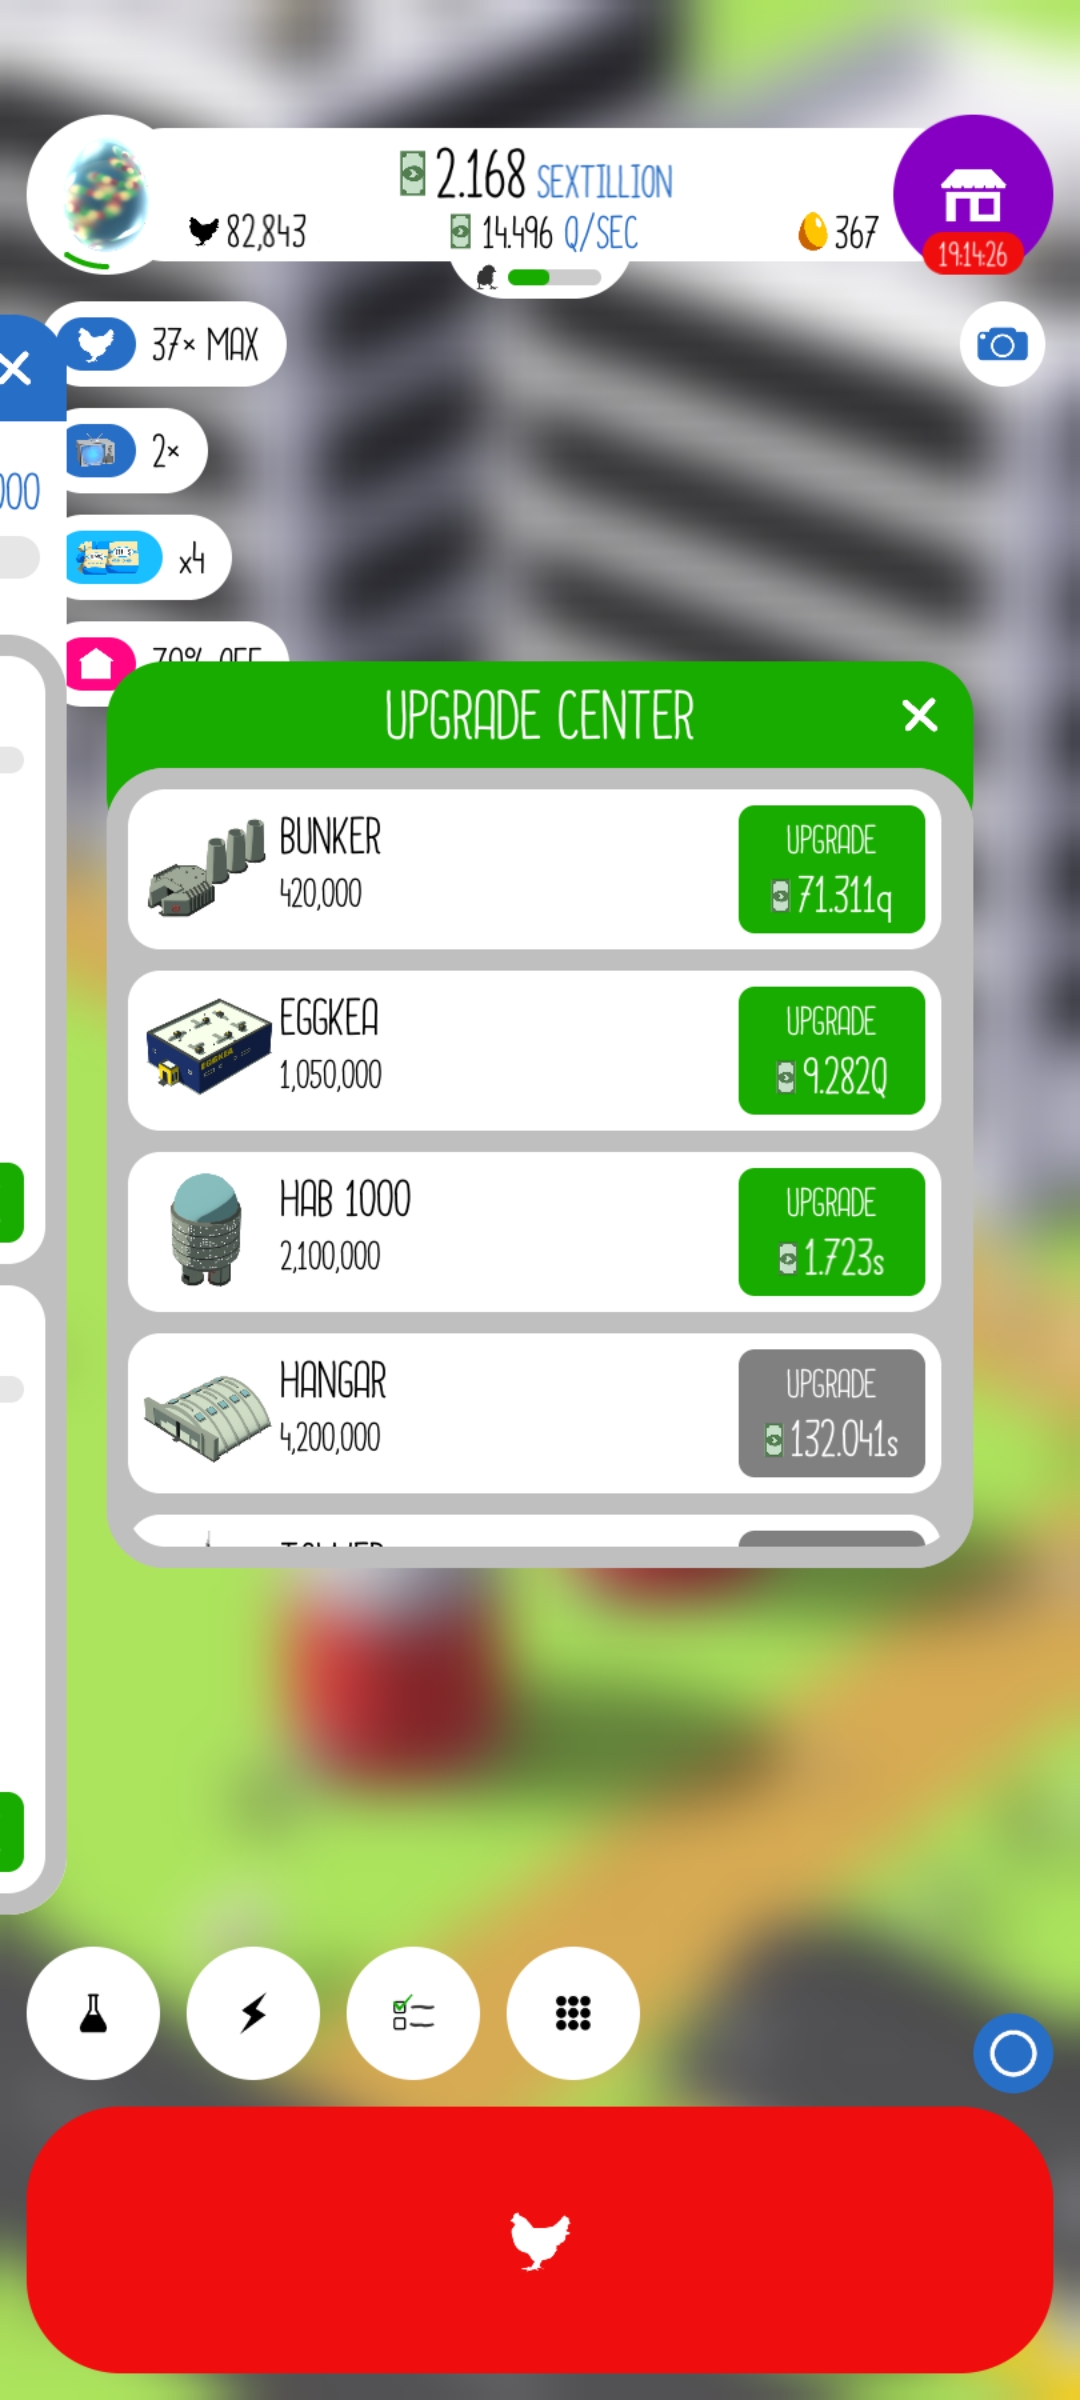 2.168 SEXTILLION
82,843
14.496 Q/SEC
367
19:14:26
37× MAX
2×
000
x4
70% OFF
UPGRADE CENTER
BUNKER
420,000
UPGRADE
71.311q
EGGKEA
1,050,000
UPGRADE
9.282Q
HAB 1000
2,100,000
UPGRADE
1.723s
HANGAR
4,200,000
UPGRADE
132.041s